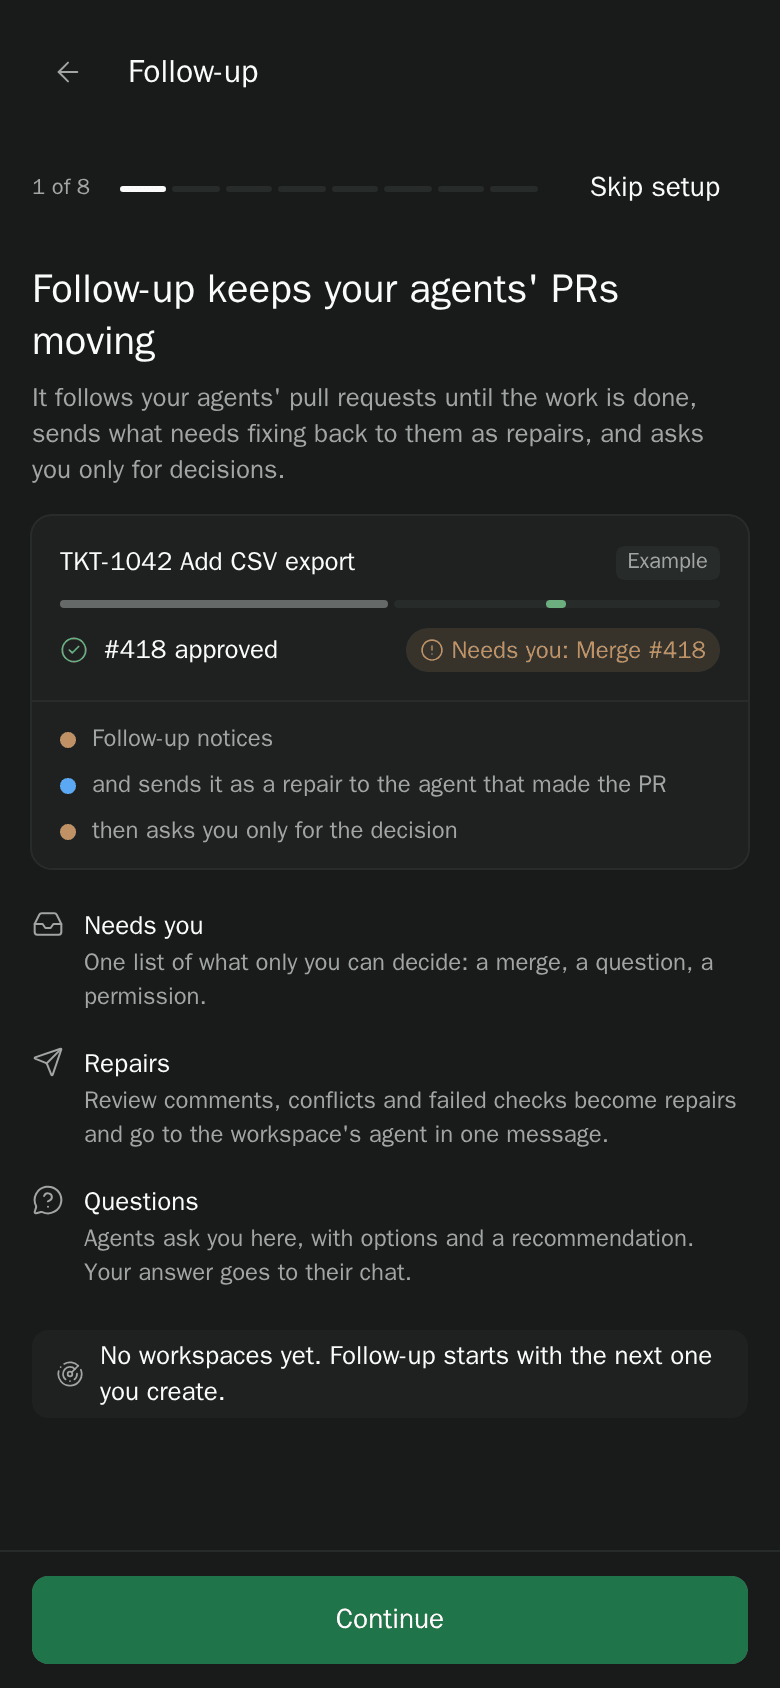 Follow-up
1 of 8
Skip setup
Follow-up keeps your agents' PRs
moving
It follows your agents' pull requests until the work is done,
sends what needs fixing back to them as repairs, and asks
you only for decisions.
TKT-1042 Add CSV export
Example
#418 approved
Needs you: Merge #418
Follow-up notices
and sends it as a repair to the agent that made the PR
then asks you only for the decision
Needs you
One list of what only you can decide: a merge, a question, a
permission.
Repairs
Review comments, conflicts and failed checks become repairs
and go to the workspace's agent in one message.
Questions
Agents ask you here, with options and a recommendation.
Your answer goes to their chat.
No workspaces yet. Follow-up starts with the next one
you create.
Continue